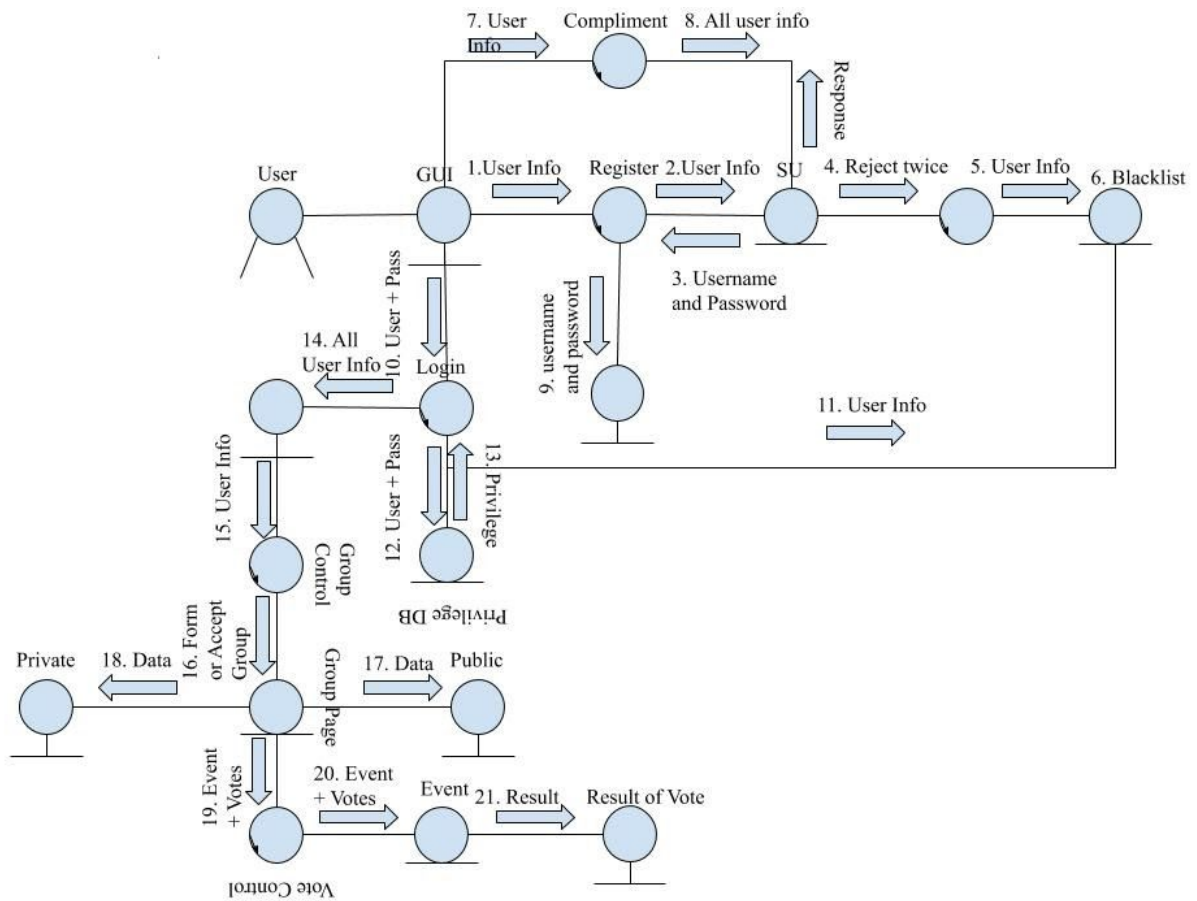 7. User
Info
Compliment
8. All user info
Response
User
GUI
1.User Info
Register
2.User Info
SU
4. Reject twice
5. User Info
6. Blacklist
3. Username
and Password
9. username
and password
10. User + Pass
14. All
User Info
Login
11. User Info
12. User + Pass
13. Privilege
15. User Info
Group
Control
Privilege DB
16. Form
or Accept
Group
Private
18. Data
Group Page
17. Data
Public
19. Event
+ Votes
20. Event
+ Votes
Event
21. Result
Result of Vote
Vote Control